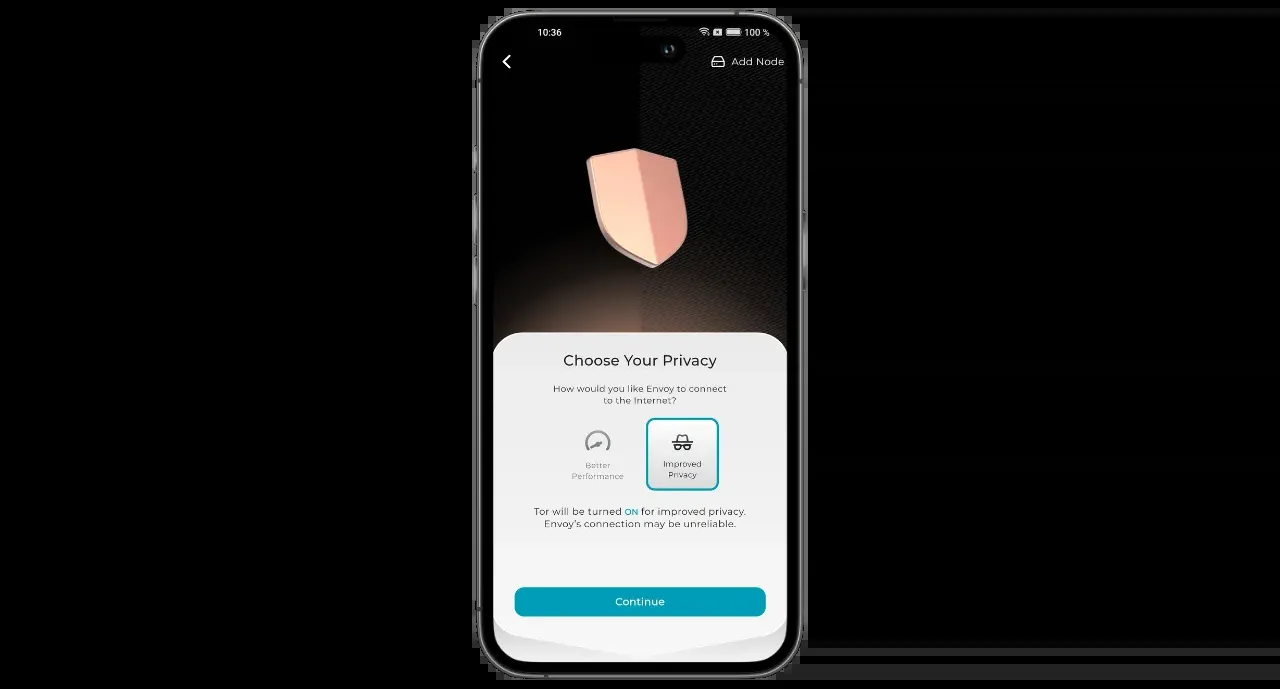 10:36
100 %
Add Node
Choose Your Privacy
How would you like Envoy to connect
to the Internet?
Better
Performance
Improved
Privacy
Tor will be turned ON for improved privacy.
Envoy's connection may be unreliable.
Continue